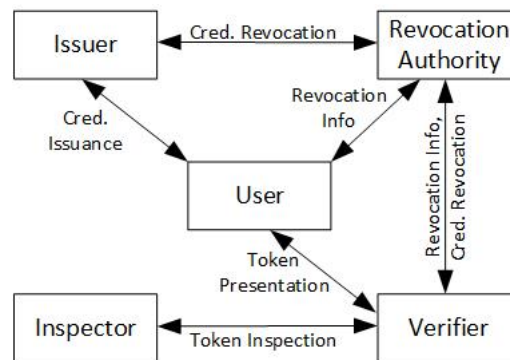 Issuer
Cred. Revocation
Revocation
Authority
Cred.
Issuance
Revocation
Info
User
Revocation Info,
Cred. Revocation
Token
Presentation
Inspector
Token Inspection
Verifier